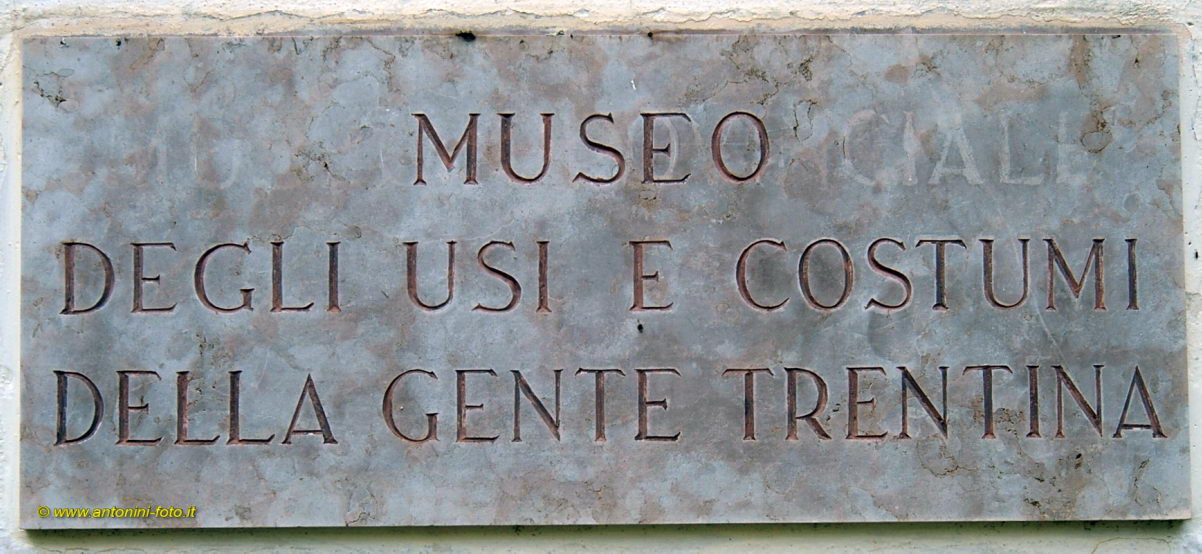 MUSEO
DEGLI USI E COSTUMI
DELLA GENTE TRENTINA
© www.antonini-foto.it